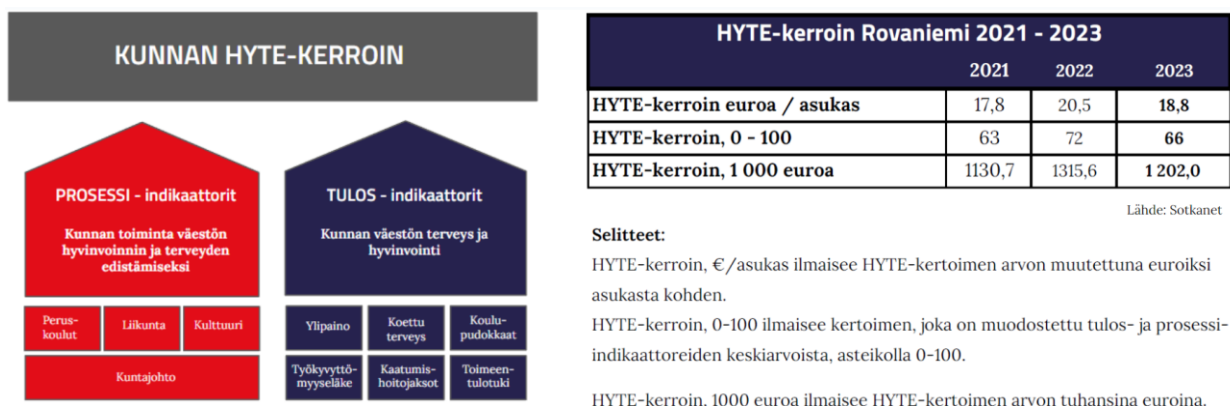 KUNNAN HYTE-KERROIN
PROSESSI - indikaattorit
Kunnan toiminta väestön
hyvinvoinnin ja terveyden
edistämiseksi
Perus-
koulut
Liikunta
Kulttuuri
Kuntajohto
TULOS - indikaattorit
Kunnan väestön terveys ja
hyvinvointi
Ylipaino
Koettu
terveys
Koulu-
pudokkaat
Työkyvyttö-
myyseläke
Kaatumis-
hoitojaksot
Toimeen-
tulotuki
HYTE-kerroin Rovaniemi 2021 - 2023
2021 2022 2023
HYTE-kerroin euroa / asukas 17,8 20,5 18,8
HYTE-kerroin, 0 - 100 63 72 66
HYTE-kerroin, 1 000 euroa 1130,7 1315,6 1 202,0
Lähde: Sotkanet
Selitteet:
HYTE-kerroin, €/asukas ilmaisee HYTE-kertoimen arvon muutettuna euroiksi
asukasta kohden.
HYTE-kerroin, 0-100 ilmaisee kertoimen, joka on muodostettu tulos- ja prosessi-
indikaattoreiden keskiarvoista, asteikolla 0-100.
HYTE-kerroin, 1000 euroa ilmaisee HYTE-kertoimen arvon tuhansina euroina.